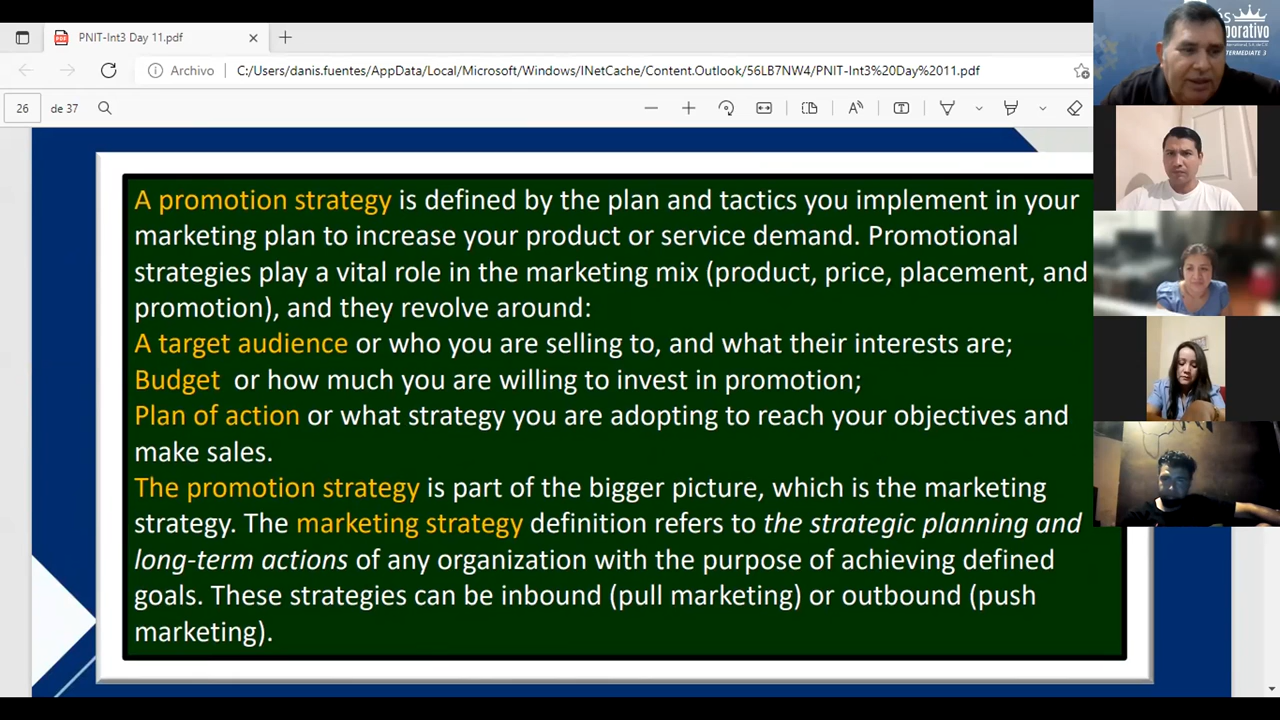 PNIT-Int3 Day 11.pdf
Archivo
C:/Users/danis.fuentes/AppData/Local/Microsoft/Windows/INetCache/Content.Outlook/56LB7NW4/PNIT-Int3%20Day%2011.pdf
26
de 37
A promotion strategy is defined by the plan and tactics you implement in your
marketing plan to increase your product or service demand. Promotional
strategies play a vital role in the marketing mix (product, price, placement, and
promotion), and they revolve around:
A target audience or who you are selling to, and what their interests are;
Budget or how much you are willing to invest in promotion;
Plan of action or what strategy you are adopting to reach your objectives and
make sales.
The promotion strategy is part of the bigger picture, which is the marketing
strategy. The marketing strategy definition refers to the strategic planning and
long-term actions of any organization with the purpose of achieving defined
goals. These strategies can be inbound (pull marketing) or outbound (push
marketing).